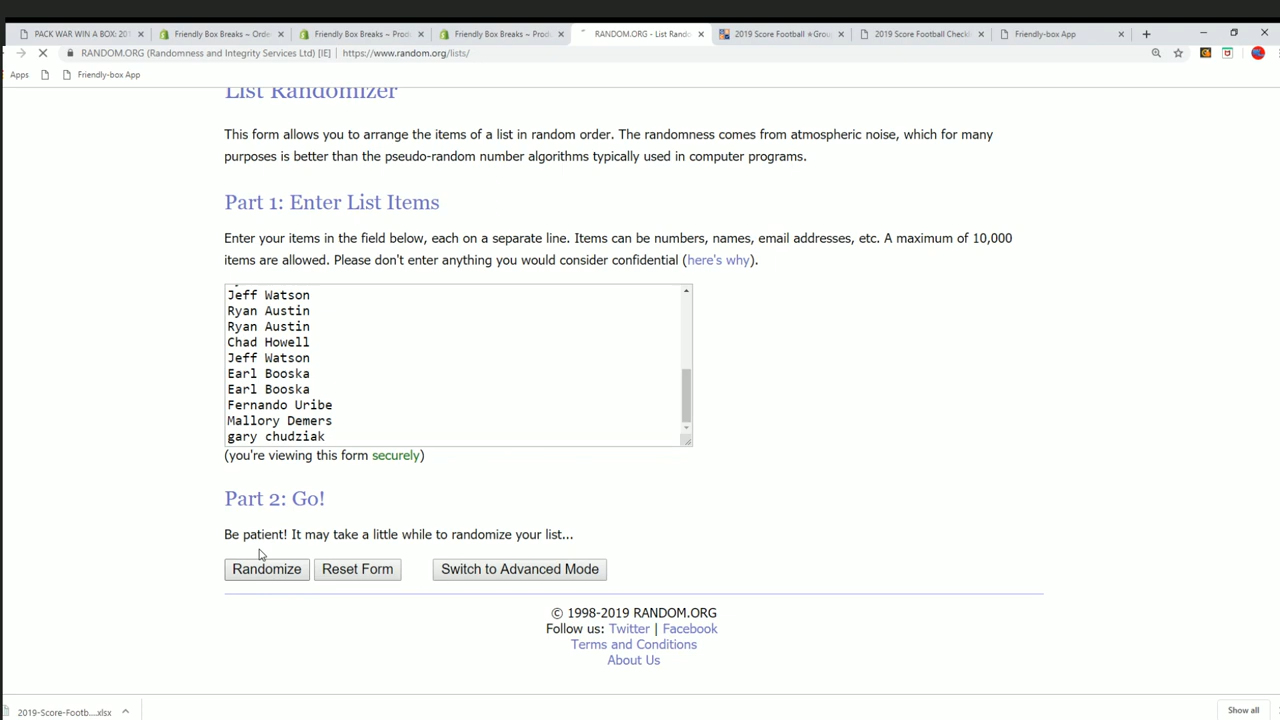 PACK WAR WIN A BOX: 201
Friendly Box Breaks ~ Orde
Friendly Box Breaks ~ Prod
Friendly Box Breaks ~ Prod
RANDOM.ORG - List Rando
2019 Score Football ★Grou
2019 Score Football Checkl
Friendly-box App
RANDOM.ORG (Randomness and Integrity Services Ltd) [IE] | https://www.random.org/lists/
Apps
Friendly-box App
List Randomizer
This form allows you to arrange the items of a list in random order. The randomness comes from atmospheric noise, which for many
purposes is better than the pseudo-random number algorithms typically used in computer programs.
Part 1: Enter List Items
Enter your items in the field below, each on a separate line. Items can be numbers, names, email addresses, etc. A maximum of 10,000
items are allowed. Please don't enter anything you would consider confidential (here's why).
Jeff Watson
Ryan Austin
Ryan Austin
Chad Howell
Jeff Watson
Earl Booska
Earl Booska
Fernando Uribe
Mallory Demers
gary chudziak
(you're viewing this form securely)
Part 2: Go!
Be patient! It may take a little while to randomize your list...
Randomize
Reset Form
Switch to Advanced Mode
© 1998-2019 RANDOM.ORG
Follow us: Twitter | Facebook
Terms and Conditions
About Us
2019-Score-Footb....xlsx
Show all